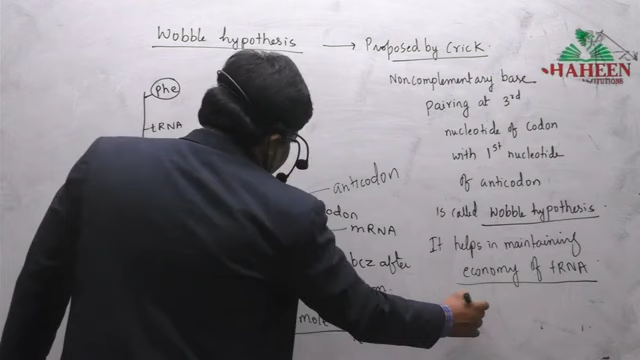 Wobble hypothesis → Proposed by Crick.
phe
tRNA
anticodon
odon
mRNA
bcz after
m.
mole
Noncomplementary base
pairing at 3rd
nucleotide of codon
with 1st nucleotide
of anticodon
is called Wobble hypothesis.
It helps in maintaining
economy of tRNA
HAHEEN